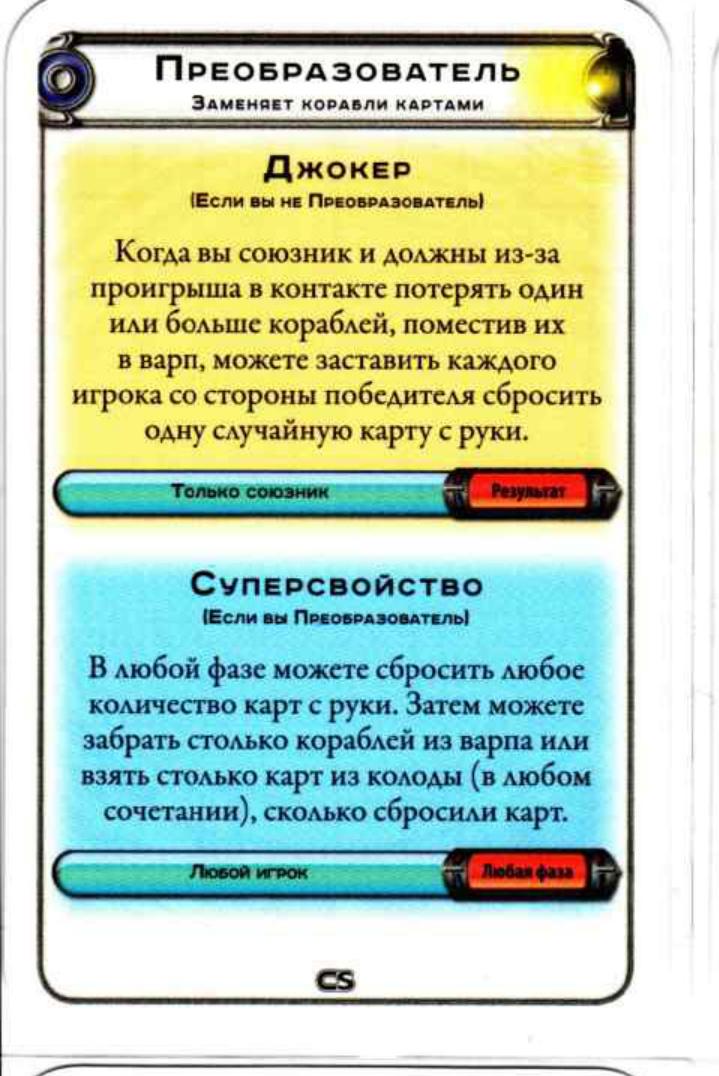 Преобразователь
Заменяет корабли картами
Джокер
(Если вы не Преобразователь)
Когда вы союзник и должны из-за
проигрыша в контакте потерять один
или больше кораблей, поместив их
в варп, можете заставить каждого
игрока со стороны победителя сбросить
одну случайную карту с руки.
Только союзник
Результат
Суперсвойство
(Если вы Преобразователь)
В любой фазе можете сбросить любое
количество карт с руки. Затем можете
забрать столько кораблей из варпа или
взять столько карт из колоды (в любом
сочетании), сколько сбросили карт.
Любой игрок
Любая фаза
CS